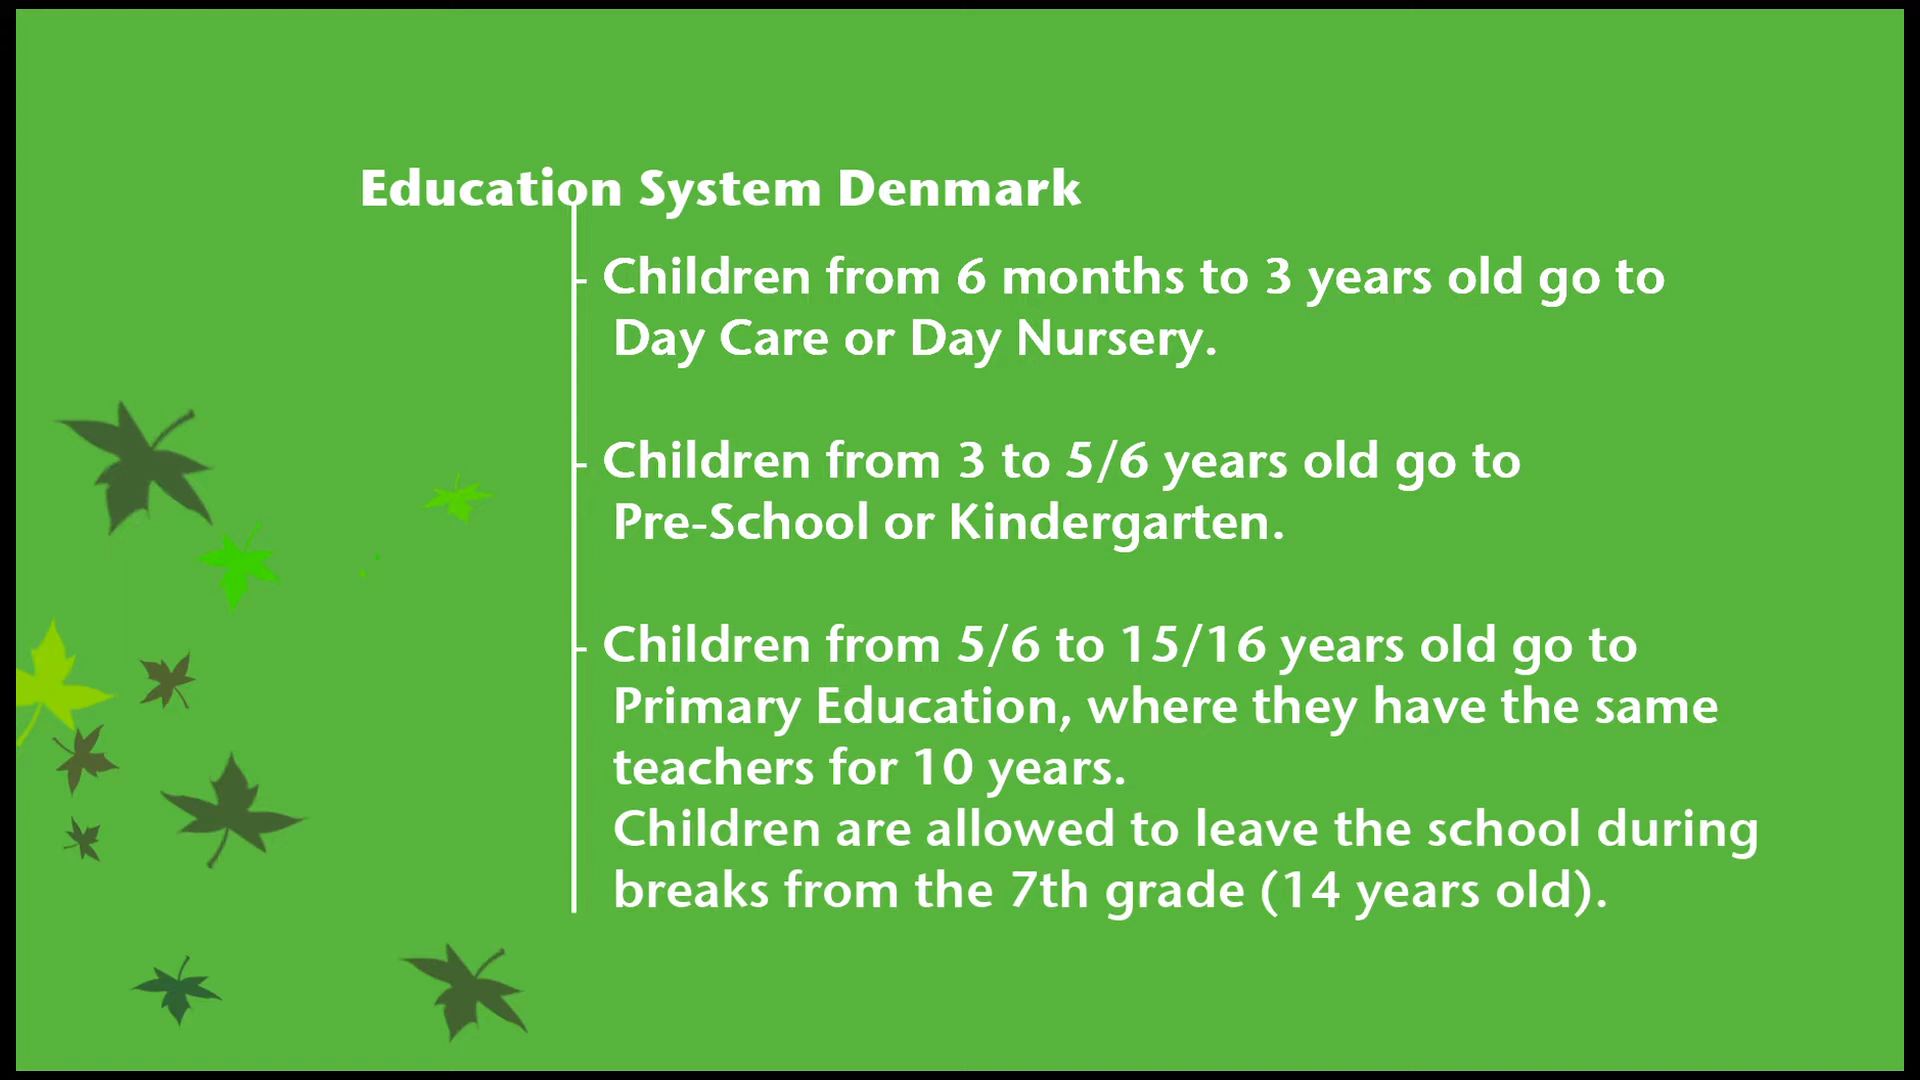 Education System Denmark
- Children from 6 months to 3 years old go to
Day Care or Day Nursery.
- Children from 3 to 5/6 years old go to
Pre-School or Kindergarten.
- Children from 5/6 to 15/16 years old go to
Primary Education, where they have the same
teachers for 10 years.
Children are allowed to leave the school during
breaks from the 7th grade (14 years old).